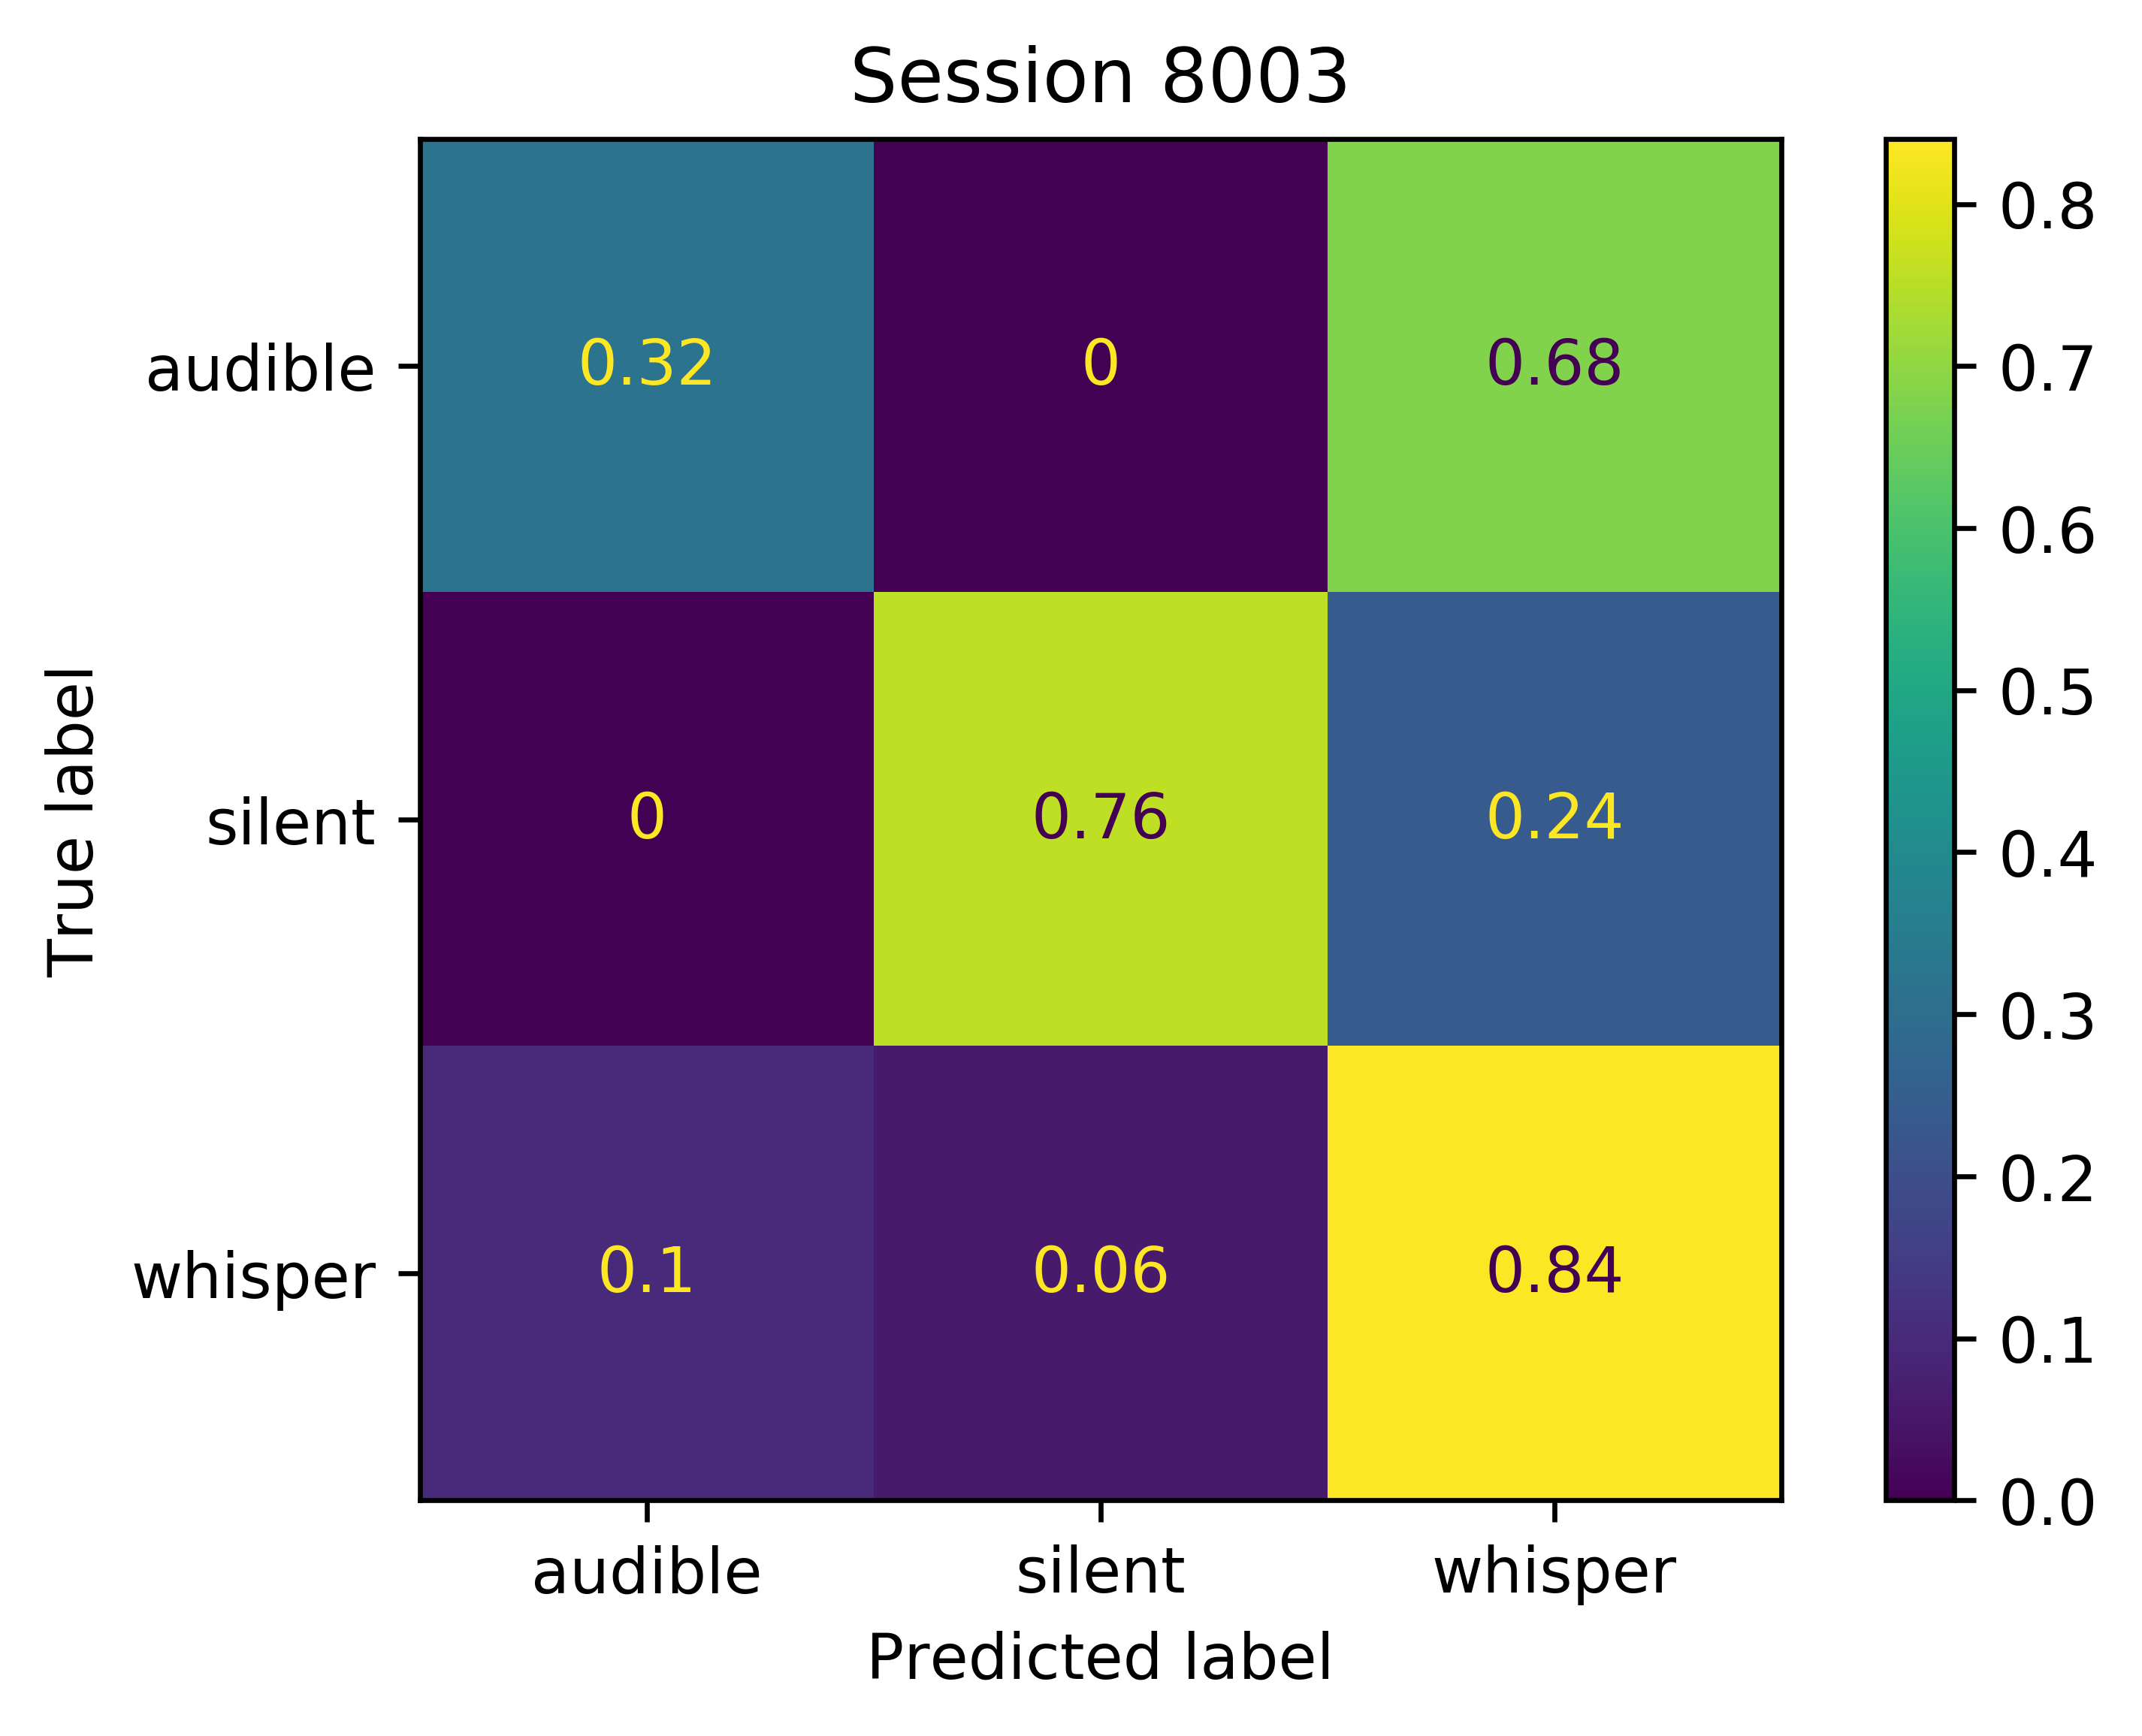 Session 8003
audible 0.32 0 0.68
silent 0 0.76 0.24
whisper 0.1 0.06 0.84
audible silent whisper
Predicted label
True label
0.8
0.7
0.6
0.5
0.4
0.3
0.2
0.1
0.0